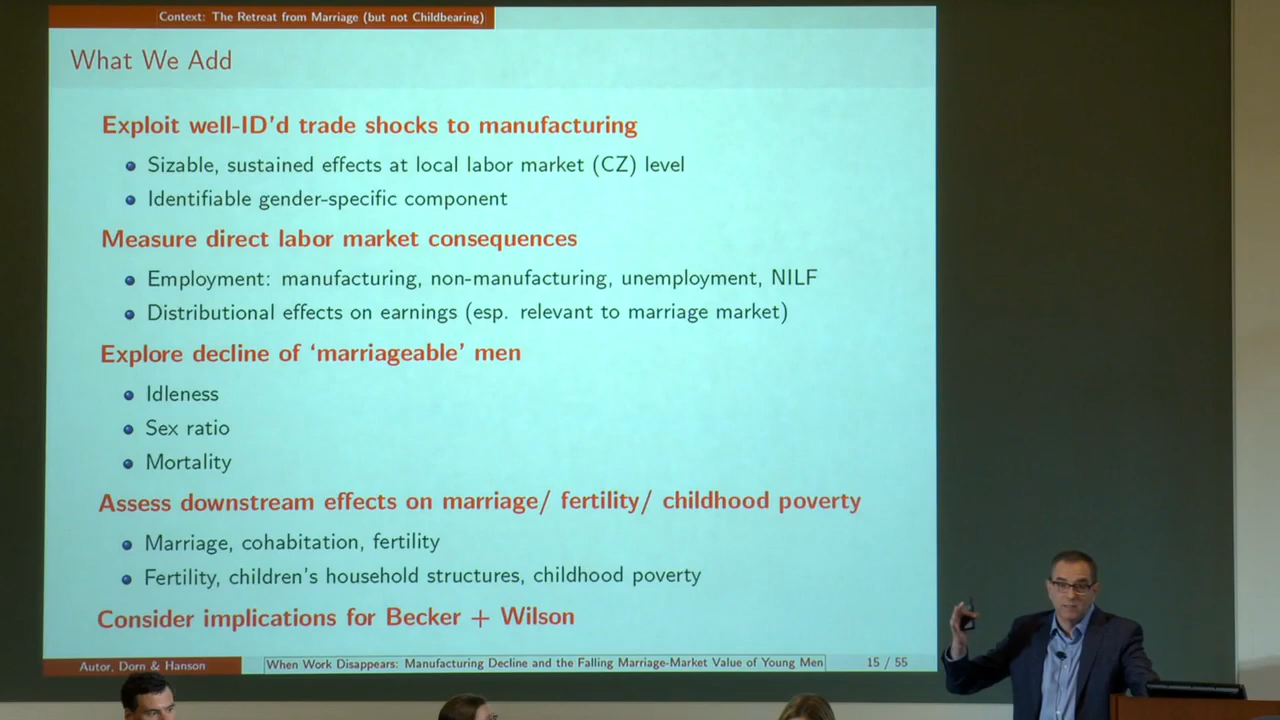 Context: The Retreat from Marriage (but not Childbearing)
What We Add
Exploit well-ID'd trade shocks to manufacturing
Sizable, sustained effects at local labor market (CZ) level
Identifiable gender-specific component
Measure direct labor market consequences
Employment: manufacturing, non-manufacturing, unemployment, NILF
Distributional effects on earnings (esp. relevant to marriage market)
Explore decline of ‘marriageable’ men
Idleness
Sex ratio
Mortality
Assess downstream effects on marriage/ fertility/ childhood poverty
Marriage, cohabitation, fertility
Fertility, children's household structures, childhood poverty
Consider implications for Becker + Wilson
Autor, Dorn & Hanson When Work Disappears: Manufacturing Decline and the Falling Marriage-Market Value of Young Men 15 / 55